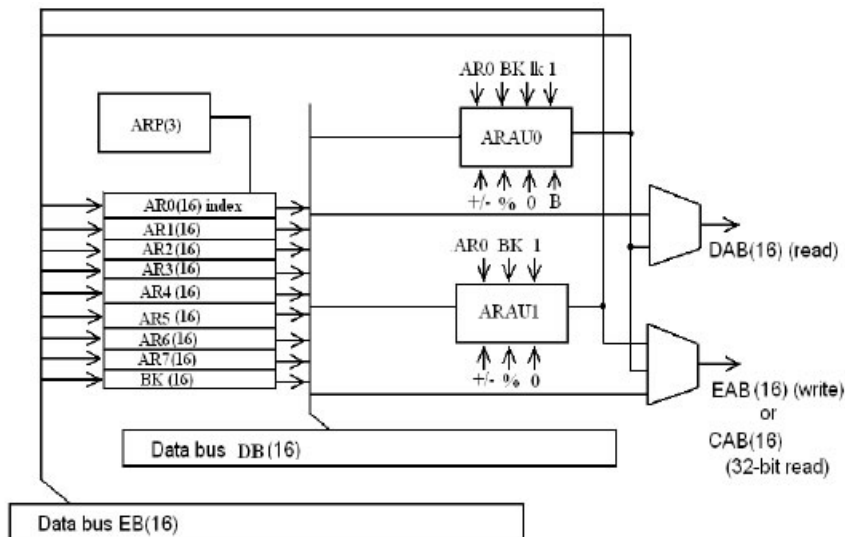 AR0 BK lk 1
ARP(3)
ARAU0
+/- % 0 B
AR0(16) index
AR1(16)
AR2(16)
AR3(16)
AR4(16)
AR5(16)
AR6(16)
AR7(16)
BK(16)
DAB(16) (read)
AR0 BK 1
ARAU1
+/- % 0
EAB (16) (write)
or
CAB(16)
(32-bit read)
Data bus DB(16)
Data bus EB(16)